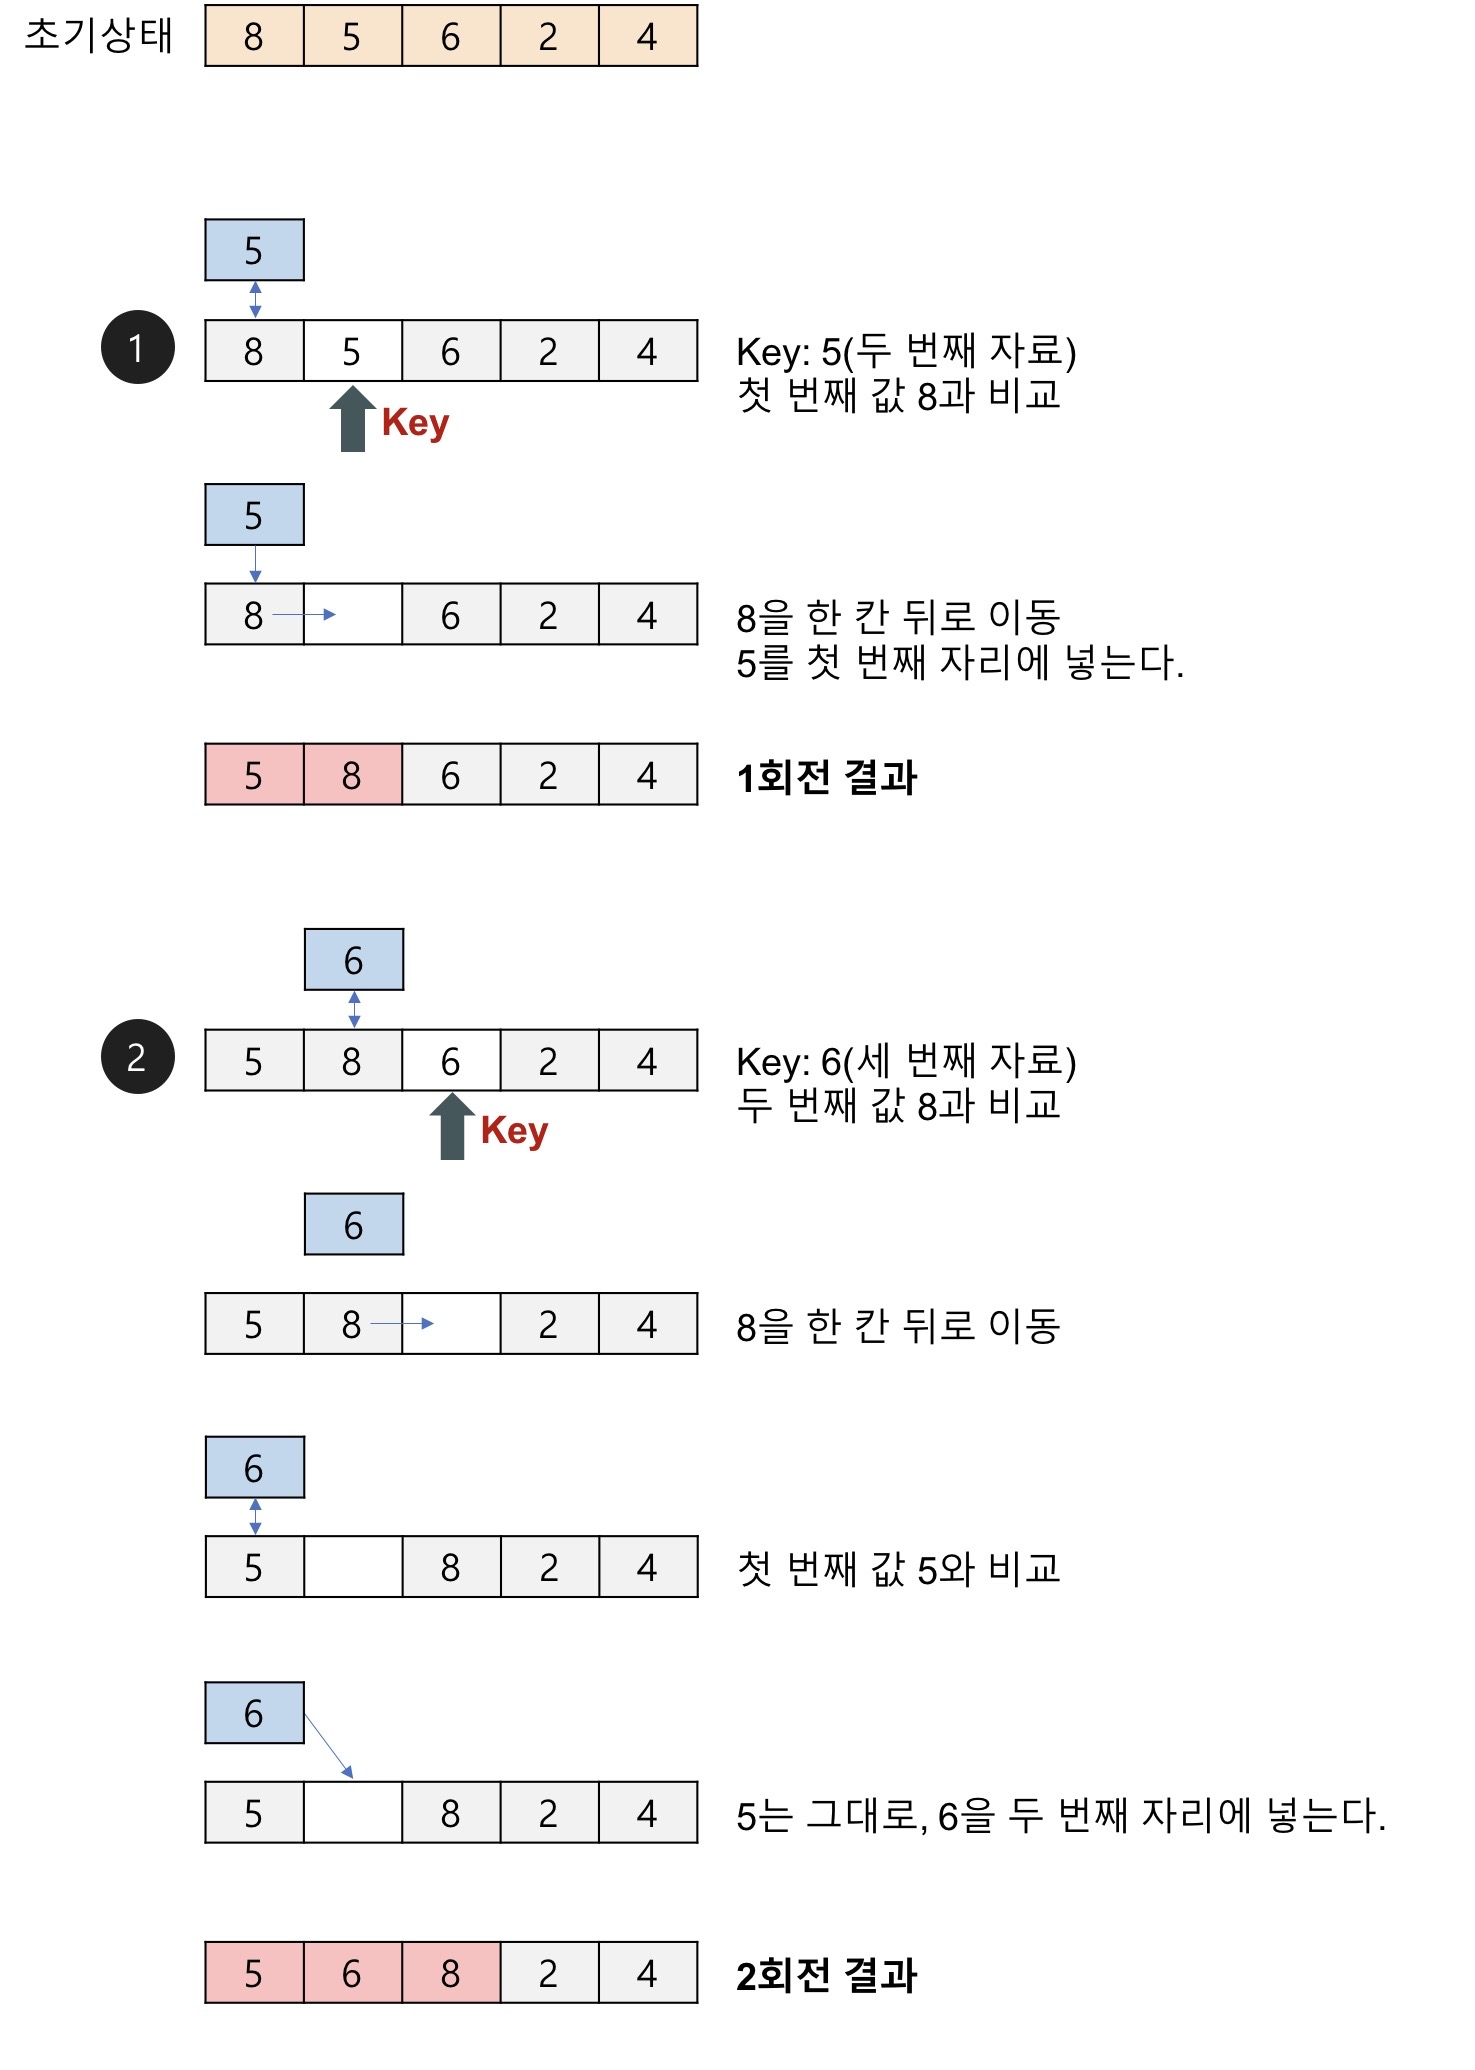 초기상태 8 5 6 2 4
5
1 8 5 6 2 4
Key: 5(두 번째 자료)
첫 번째 값 8과 비교
Key
5
8 6 2 4
8을 한 칸 뒤로 이동
5를 첫 번째 자리에 넣는다.
5 8 6 2 4 1회전 결과
6
2 5 8 6 2 4
Key: 6(세 번째 자료)
두 번째 값 8과 비교
Key
6
5 8 2 4 8을 한 칸 뒤로 이동
6
5 8 2 4 첫 번째 값 5와 비교
6
5 8 2 4 5는 그대로, 6을 두 번째 자리에 넣는다.
5 6 8 2 4 2회전 결과